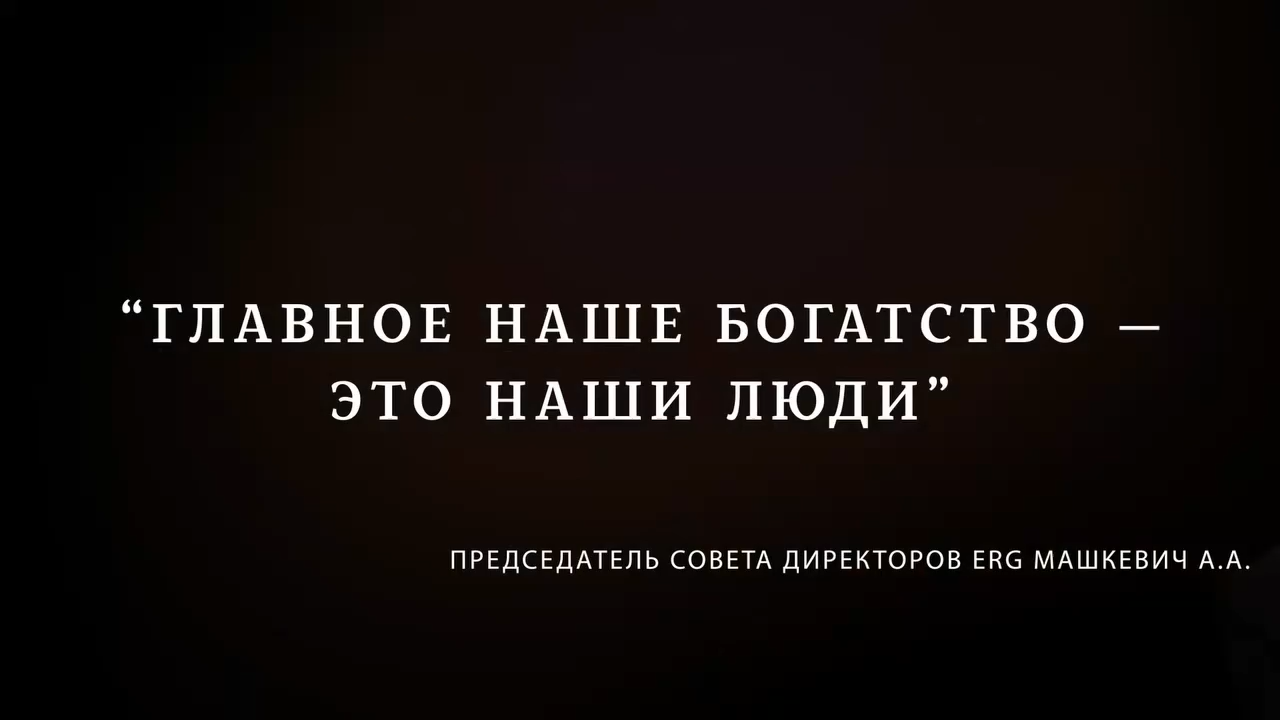 “ГЛАВНОЕ НАШЕ БОГАТСТВО —
ЭТО НАШИ ЛЮДИ”
ПРЕДСЕДАТЕЛЬ СОВЕТА ДИРЕКТОРОВ ERG МАШКЕВИЧ А.А.